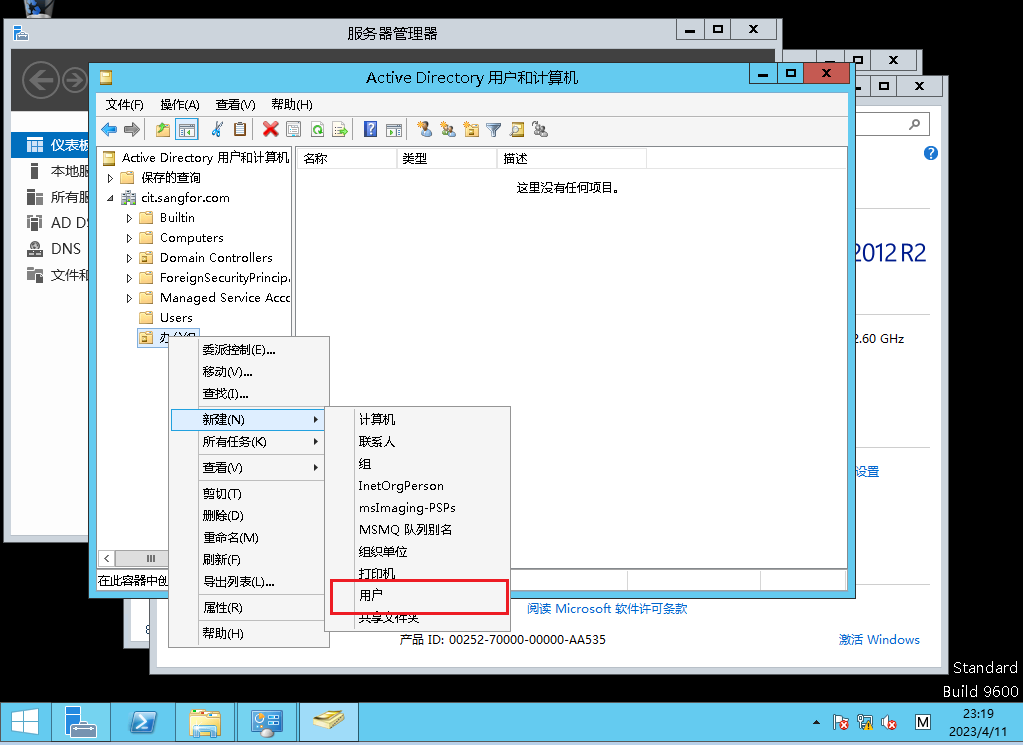 服务器管理器
Active Directory 用户和计算机
文件(F) 操作(A) 查看(V) 帮助(H)
仪表板
本地服
所有服
AD DS
DNS
文件和
Active Directory 用户和计算机
保存的查询
cit.sangfor.com
Builtin
Computers
Domain Controllers
ForeignSecurityPrincip
Managed Service Acco
Users
办公组
名称 类型 描述
这里没有任何项目。
2012 R2
2.60 GHz
设置
委派控制(E)...
移动(V)...
查找(I)...
新建(N)
所有任务(K)
查看(V)
剪切(T)
删除(D)
重命名(M)
刷新(F)
导出列表(L)...
属性(R)
帮助(H)
计算机
联系人
组
InetOrgPerson
msImaging-PSPs
MSMQ 队列别名
组织单位
打印机
用户
共享文件夹
在此容器中创
阅读 Microsoft 软件许可条款
产品 ID: 00252-70000-00000-AA535
激活 Windows
Standard
Build 9600
M
23:19
2023/4/11